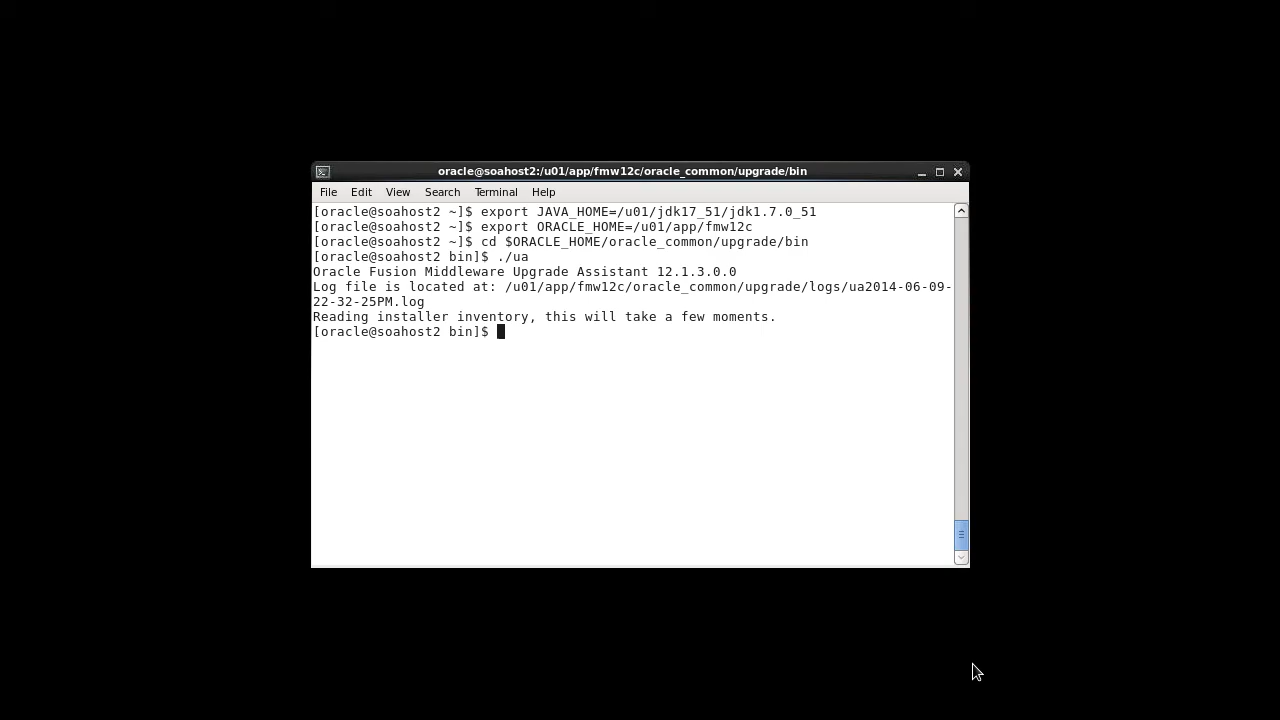 oracle@soahost2:/u01/app/fmw12c/oracle_common/upgrade/bin
File Edit View Search Terminal Help
[oracle@soahost2 ~]$ export JAVA_HOME=/u01/jdk17_51/jdk1.7.0_51
[oracle@soahost2 ~]$ export ORACLE_HOME=/u01/app/fmw12c
[oracle@soahost2 ~]$ cd $ORACLE_HOME/oracle_common/upgrade/bin
[oracle@soahost2 bin]$ ./ua
Oracle Fusion Middleware Upgrade Assistant 12.1.3.0.0
Log file is located at: /u01/app/fmw12c/oracle_common/upgrade/logs/ua2014-06-09-
22-32-25PM.log
Reading installer inventory, this will take a few moments.
[oracle@soahost2 bin]$